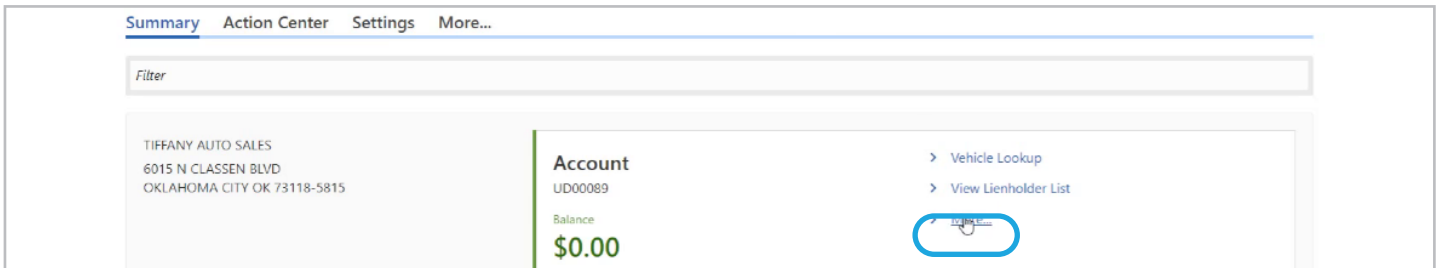 Summary Action Center Settings More...
Filter
TIFFANY AUTO SALES
6015 N CLASSEN BLVD
OKLAHOMA CITY OK 73118-5815
Account
UD00089
Balance
$0.00
> Vehicle Lookup
> View Lienholder List
> More...